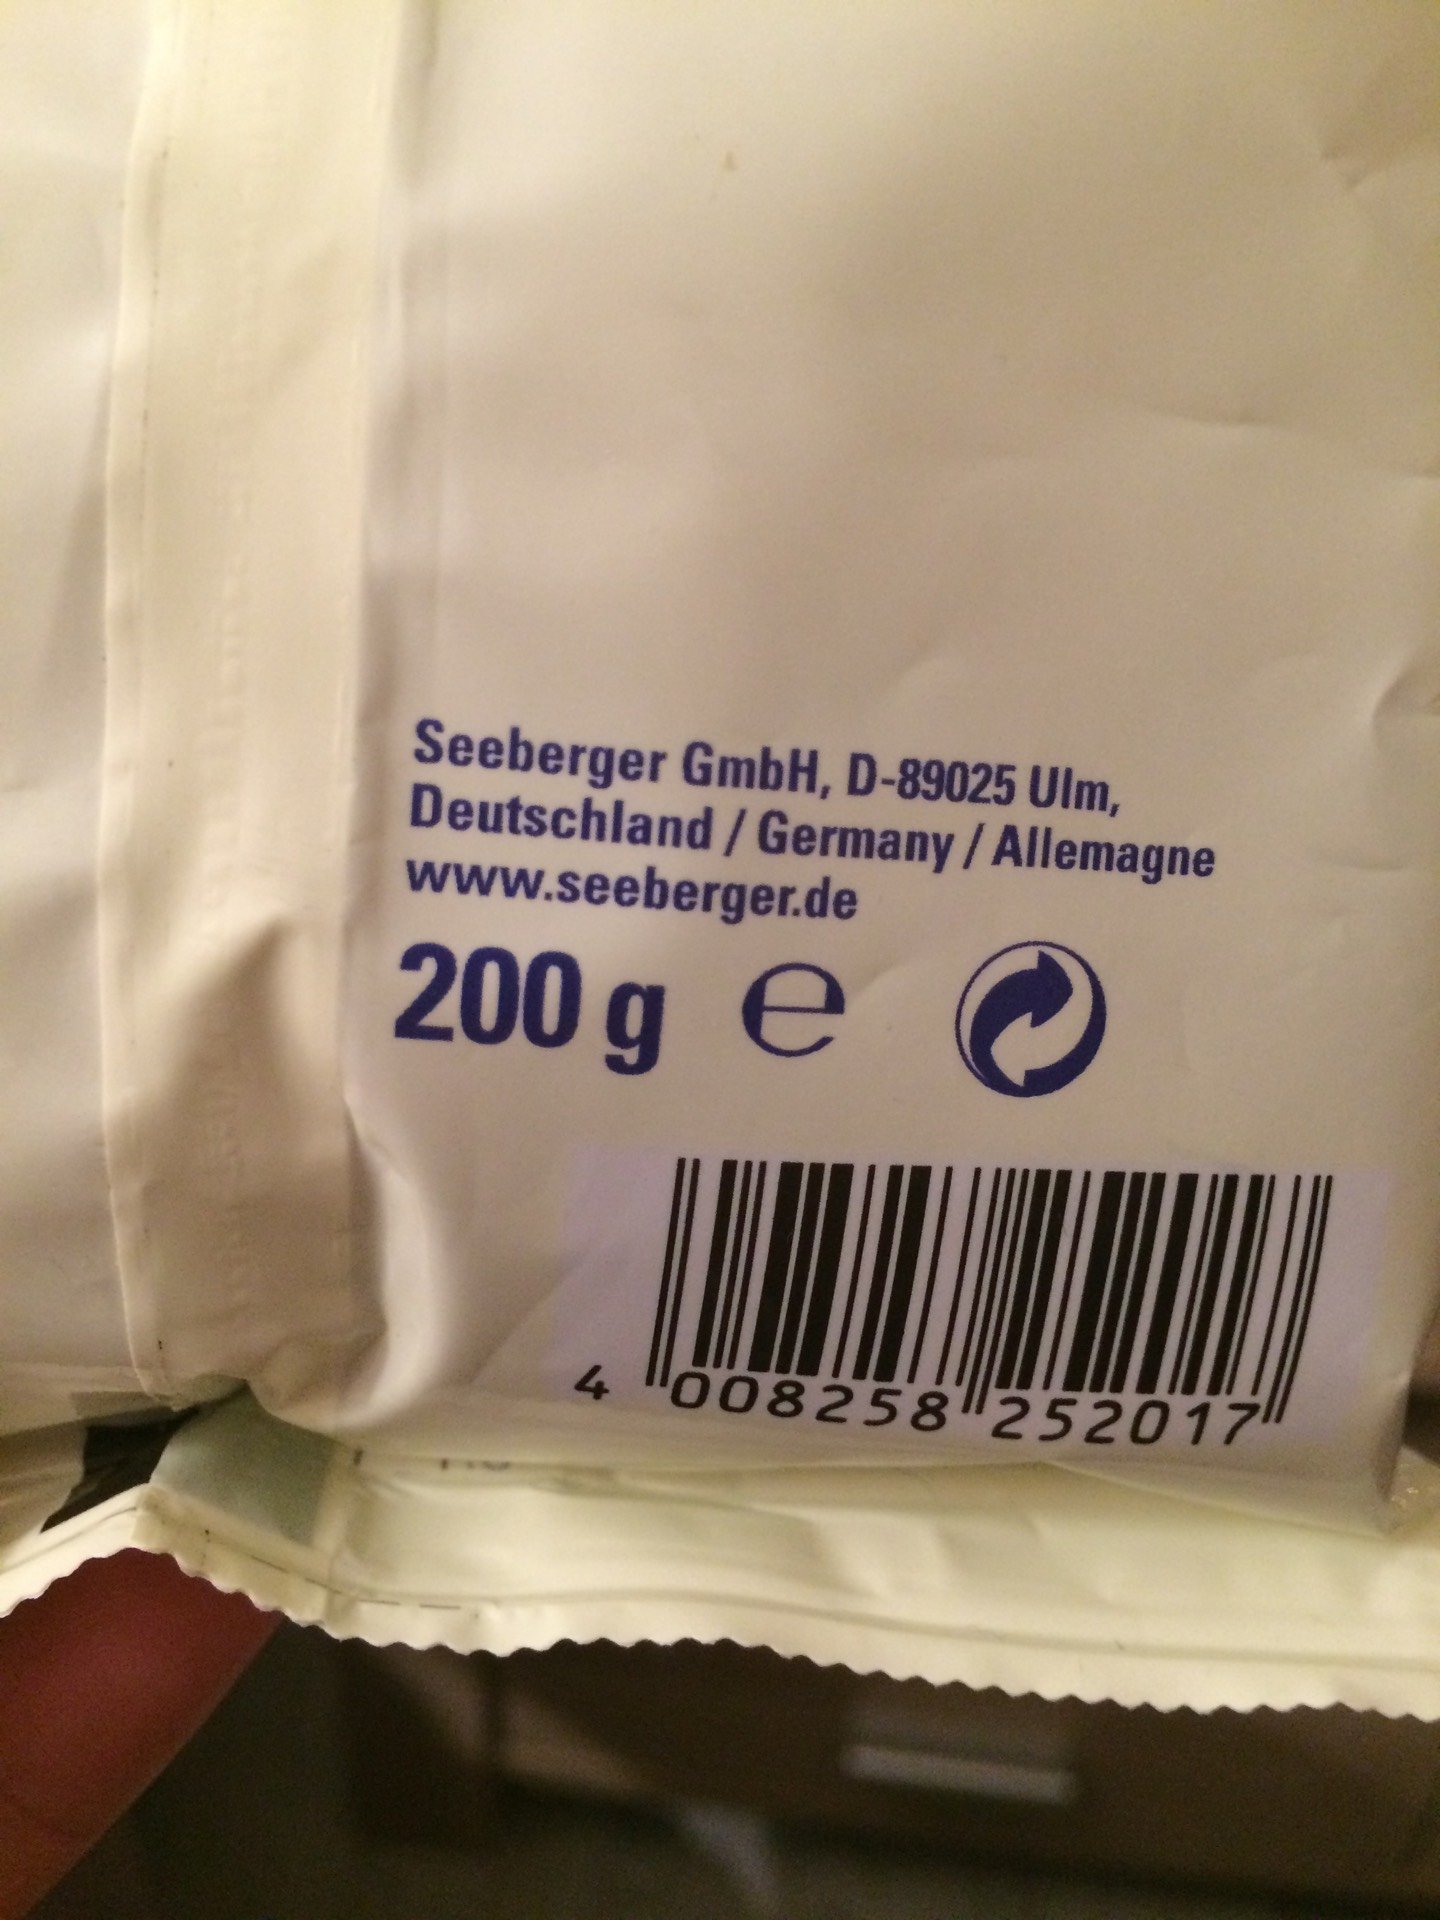 Seeberger GmbH, D-89025 Ulm,
Deutschland / Germany / Allemagne
www.seeberger.de
200 g ℮
4 008258 252017